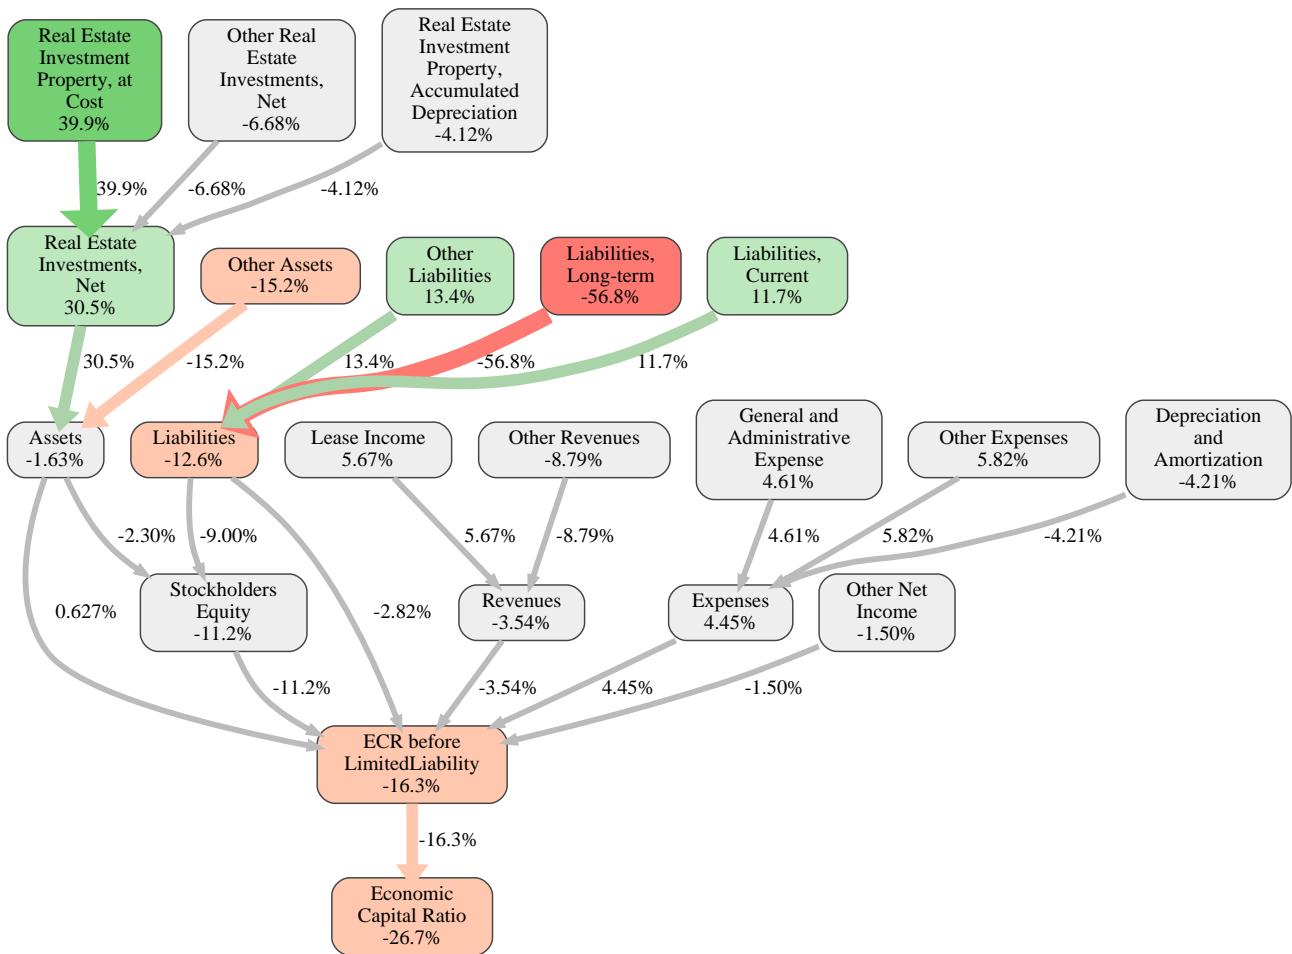 Real Estate
Investment
Property, at
Cost
39.9%
Other Real
Estate
Investments,
Net
-6.68%
Real Estate
Investment
Property,
Accumulated
Depreciation
-4.12%
39.9%
-6.68%
-4.12%
Real Estate
Investments,
Net
30.5%
Other Assets
-15.2%
Other
Liabilities
13.4%
Liabilities,
Long-term
-56.8%
Liabilities,
Current
11.7%
30.5%
-15.2%
13.4%
-56.8%
11.7%
Assets
-1.63%
Liabilities
-12.6%
Lease Income
5.67%
Other Revenues
-8.79%
General and
Administrative
Expense
4.61%
Other Expenses
5.82%
Depreciation
and
Amortization
-4.21%
-2.30%
-9.00%
5.67%
-8.79%
4.61%
5.82%
-4.21%
Stockholders
Equity
-11.2%
Revenues
-3.54%
Expenses
4.45%
Other Net
Income
-1.50%
0.627%
-2.82%
-11.2%
-3.54%
4.45%
-1.50%
ECR before
LimitedLiability
-16.3%
-16.3%
Economic
Capital Ratio
-26.7%